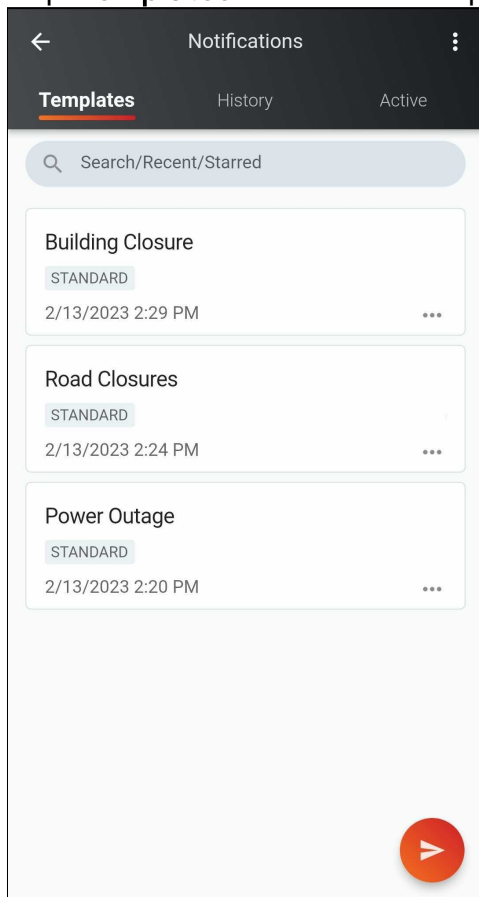 Notifications
Templates History Active
Search/Recent/Starred
Building Closure
STANDARD
2/13/2023 2:29 PM
Road Closures
STANDARD
2/13/2023 2:24 PM
Power Outage
STANDARD
2/13/2023 2:20 PM